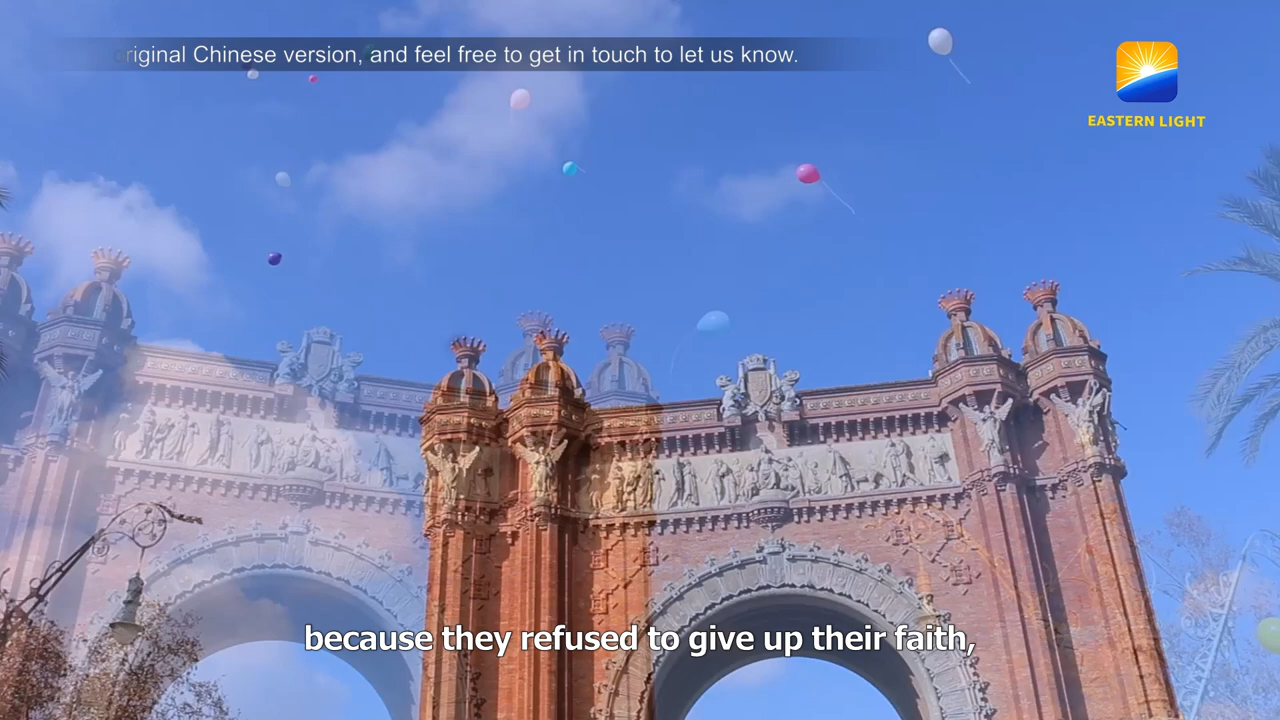 riginal Chinese version, and feel free to get in touch to let us know.
EASTERN LIGHT
because they refused to give up their faith,